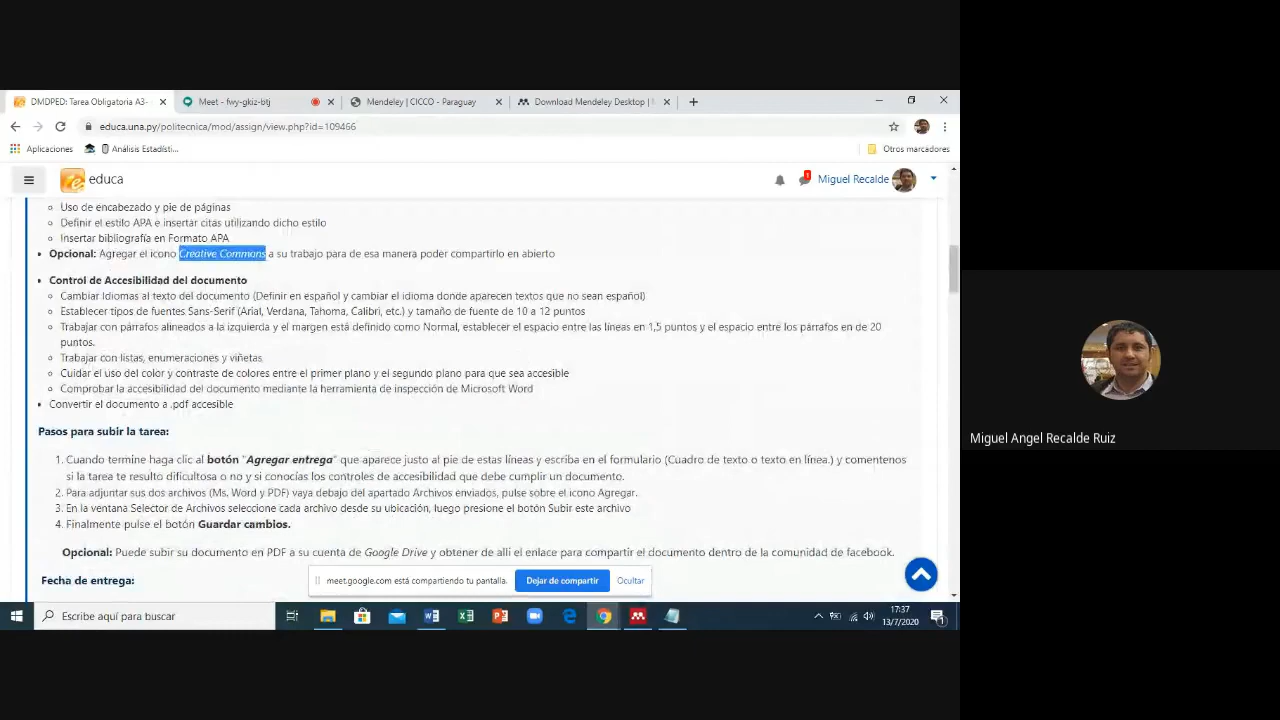 DMDPED: Tarea Obligatoria A3-
Meet - fwy-gkiz-btj
Mendeley | CICCO - Paraguay
Download Mendeley Desktop |
educa.una.py/politecnica/mod/assign/view.php?id=109466
Aplicaciones
Análisis Estadísti...
Otros marcadores
educa
1
Miguel Recalde
Uso de encabezado y pie de páginas
Definir el estilo APA e insertar citas utilizando dicho estilo
Insertar bibliografía en Formato APA
Opcional: Agregar el icono Creative Commons a su trabajo para de esa manera poder compartirlo en abierto
Control de Accesibilidad del documento
Cambiar Idiomas al texto del documento (Definir en español y cambiar el idioma donde aparecen textos que no sean español)
Establecer tipos de fuentes Sans-Serif (Arial, Verdana, Tahoma, Calibri, etc.) y tamaño de fuente de 10 a 12 puntos
Trabajar con párrafos alineados a la izquierda y el margen está definido como Normal, establecer el espacio entre las líneas en 1,5 puntos y el espacio entre los párrafos en de 20
puntos.
Trabajar con listas, enumeraciones y viñetas
Cuidar el uso del color y contraste de colores entre el primer plano y el segundo plano para que sea accesible
Comprobar la accesibilidad del documento mediante la herramienta de inspección de Microsoft Word
Convertir el documento a .pdf accesible
Pasos para subir la tarea:
1. Cuando termine haga clic al botón "Agregar entrega" que aparece justo al pie de estas líneas y escriba en el formulario (Cuadro de texto o texto en línea.) y comentenos
si la tarea te resulto dificultosa o no y si conocías los controles de accesibilidad que debe cumplir un documento.
2. Para adjuntar sus dos archivos (Ms. Word y PDF) vaya debajo del apartado Archivos enviados, pulse sobre el icono Agregar.
3. En la ventana Selector de Archivos seleccione cada archivo desde su ubicación, luego presione el botón Subir este archivo
4. Finalmente pulse el botón Guardar cambios.
Opcional: Puede subir su documento en PDF a su cuenta de Google Drive y obtener de allí el enlace para compartir el documento dentro de la comunidad de facebook.
Fecha de entrega:
meet.google.com está compartiendo tu pantalla.
Dejar de compartir
Ocultar
Escribe aquí para buscar
17:37
13/7/2020
1
Miguel Angel Recalde Ruiz